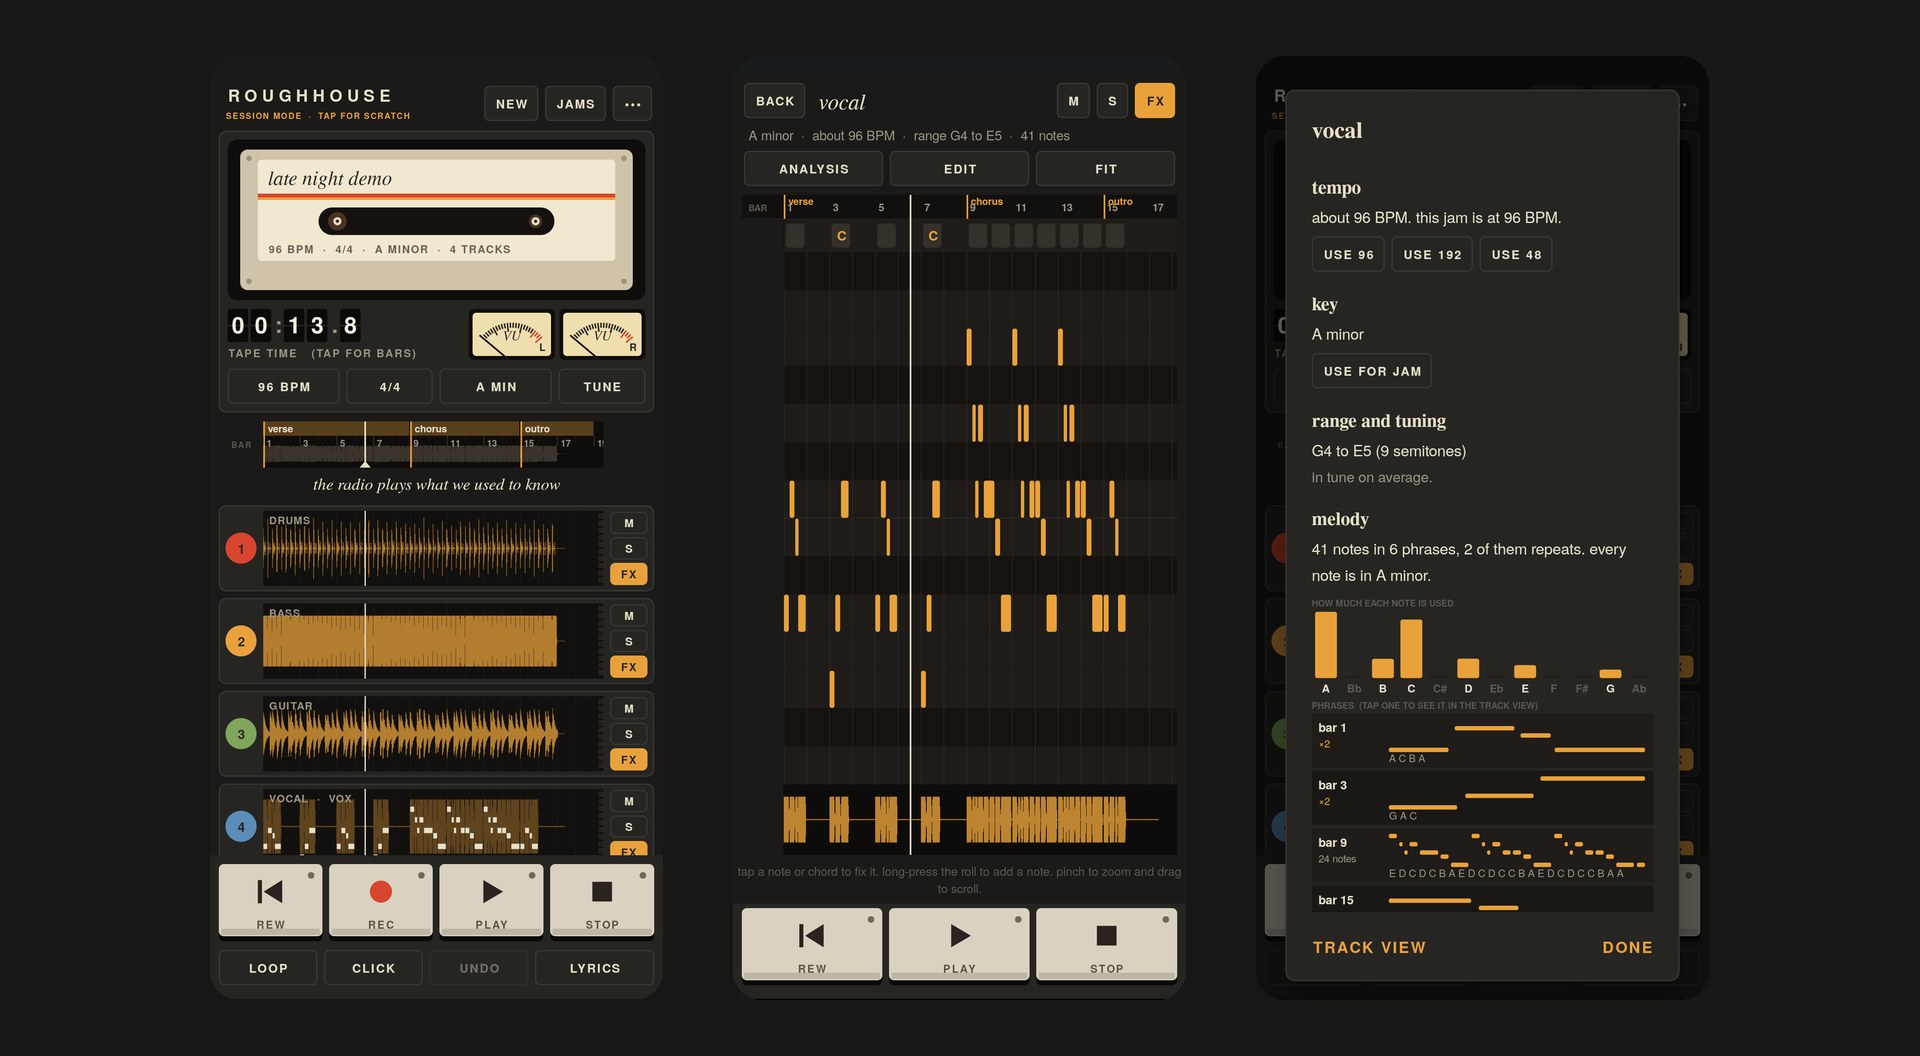 ROUGHHOUSE
SESSION MODE · TAP FOR SCRATCH
NEW
JAMS
...
late night demo
96 BPM · 4/4 · A MINOR · 4 TRACKS
00:13.8
TAPE TIME (TAP FOR BARS)
VU L
VU R
96 BPM
4/4
A MIN
TUNE
verse chorus outro
BAR 1 3 5 7 9 11 13 15 17
the radio plays what we used to know
1
DRUMS
M
S
FX
2
BASS
M
S
FX
3
GUITAR
M
S
FX
4
VOCAL · VOX
M
S
FX
REW
REC
PLAY
STOP
LOOP
CLICK
UNDO
LYRICS
BACK
vocal
M
S
FX
A minor · about 96 BPM · range G4 to E5 · 41 notes
ANALYSIS
EDIT
FIT
verse chorus outro
BAR 1 3 5 7 9 11 13 15 17
C C
tap a note or chord to fix it. long-press the roll to add a note. pinch to zoom and drag
to scroll.
REW
PLAY
STOP
vocal
tempo
about 96 BPM. this jam is at 96 BPM.
USE 96
USE 192
USE 48
key
A minor
USE FOR JAM
range and tuning
G4 to E5 (9 semitones)
in tune on average.
melody
41 notes in 6 phrases, 2 of them repeats. every
note is in A minor.
HOW MUCH EACH NOTE IS USED
A Bb B C C# D Eb E F F# G Ab
PHRASES (TAP ONE TO SEE IT IN THE TRACK VIEW)
bar 1
×2
A C B A
bar 3
×2
G A C
bar 9
24 notes
E D C D C B A E D C D C C B A E D C D C C B A A
bar 15
TRACK VIEW
DONE